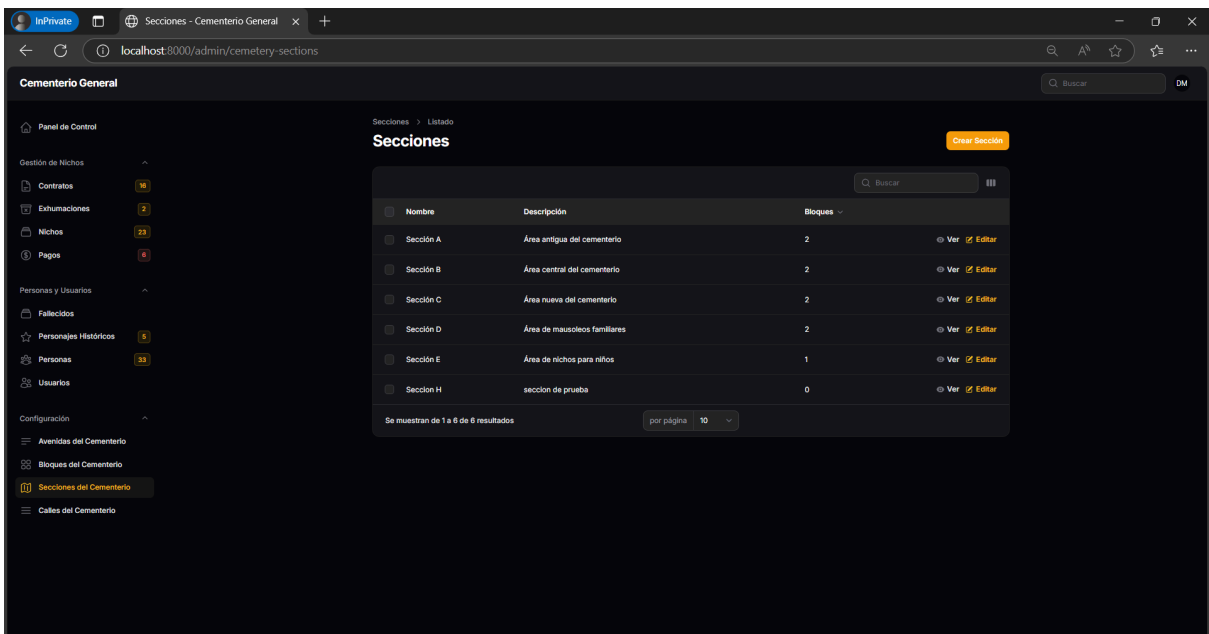 InPrivate
Secciones - Cementerio General
localhost:8000/admin/cemetery-sections
Cementerio General
Buscar
DM
Panel de Control
Gestión de Nichos
Contratos 16
Exhumaciones 2
Nichos 23
Pagos 6
Personas y Usuarios
Fallecidos
Personajes Históricos 5
Personas 33
Usuarios
Configuración
Avenidas del Cementerio
Bloques del Cementerio
Secciones del Cementerio
Calles del Cementerio
Secciones > Listado
Secciones
Crear Sección
Buscar
Nombre Descripción Bloques
Sección A Área antigua del cementerio 2 Ver Editar
Sección B Área central del cementerio 2 Ver Editar
Sección C Área nueva del cementerio 2 Ver Editar
Sección D Área de mausoleos familiares 2 Ver Editar
Sección E Área de nichos para niños 1 Ver Editar
Seccion H seccion de prueba 0 Ver Editar
Se muestran de 1 a 6 de 6 resultados
por página 10